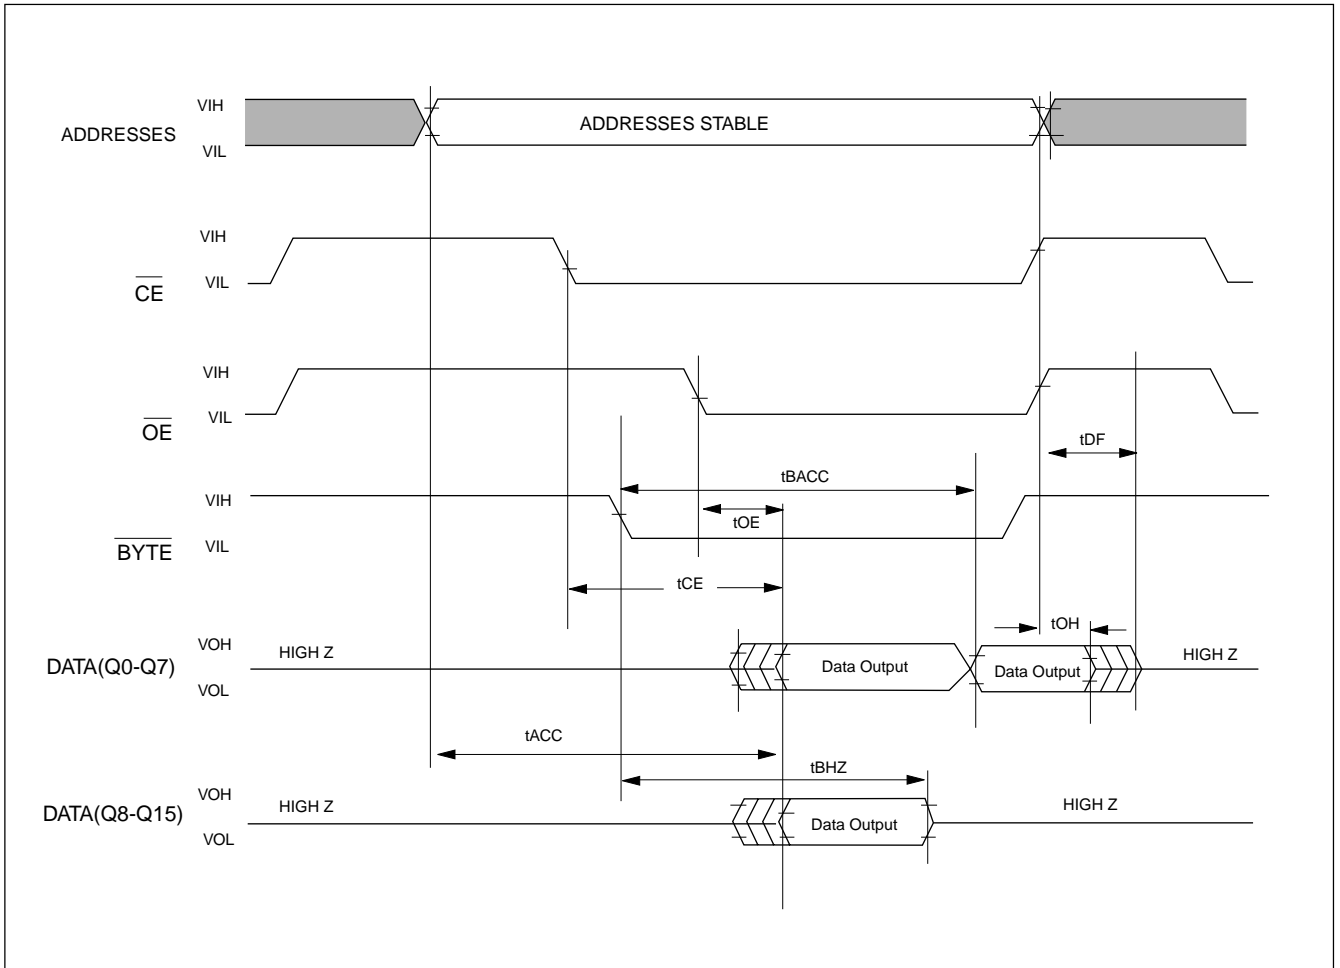 VIH
ADDRESSES
ADDRESSES STABLE
VIL
VIH
CE
VIL
VIH
OE
VIL
tDF
tBACC
VIH
tOE
BYTE
VIL
tCE
tOH
VOH
HIGH Z
HIGH Z
DATA(Q0-Q7)
Data Output
Data Output
VOL
tACC
tBHZ
VOH
HIGH Z
HIGH Z
DATA(Q8-Q15)
Data Output
VOL